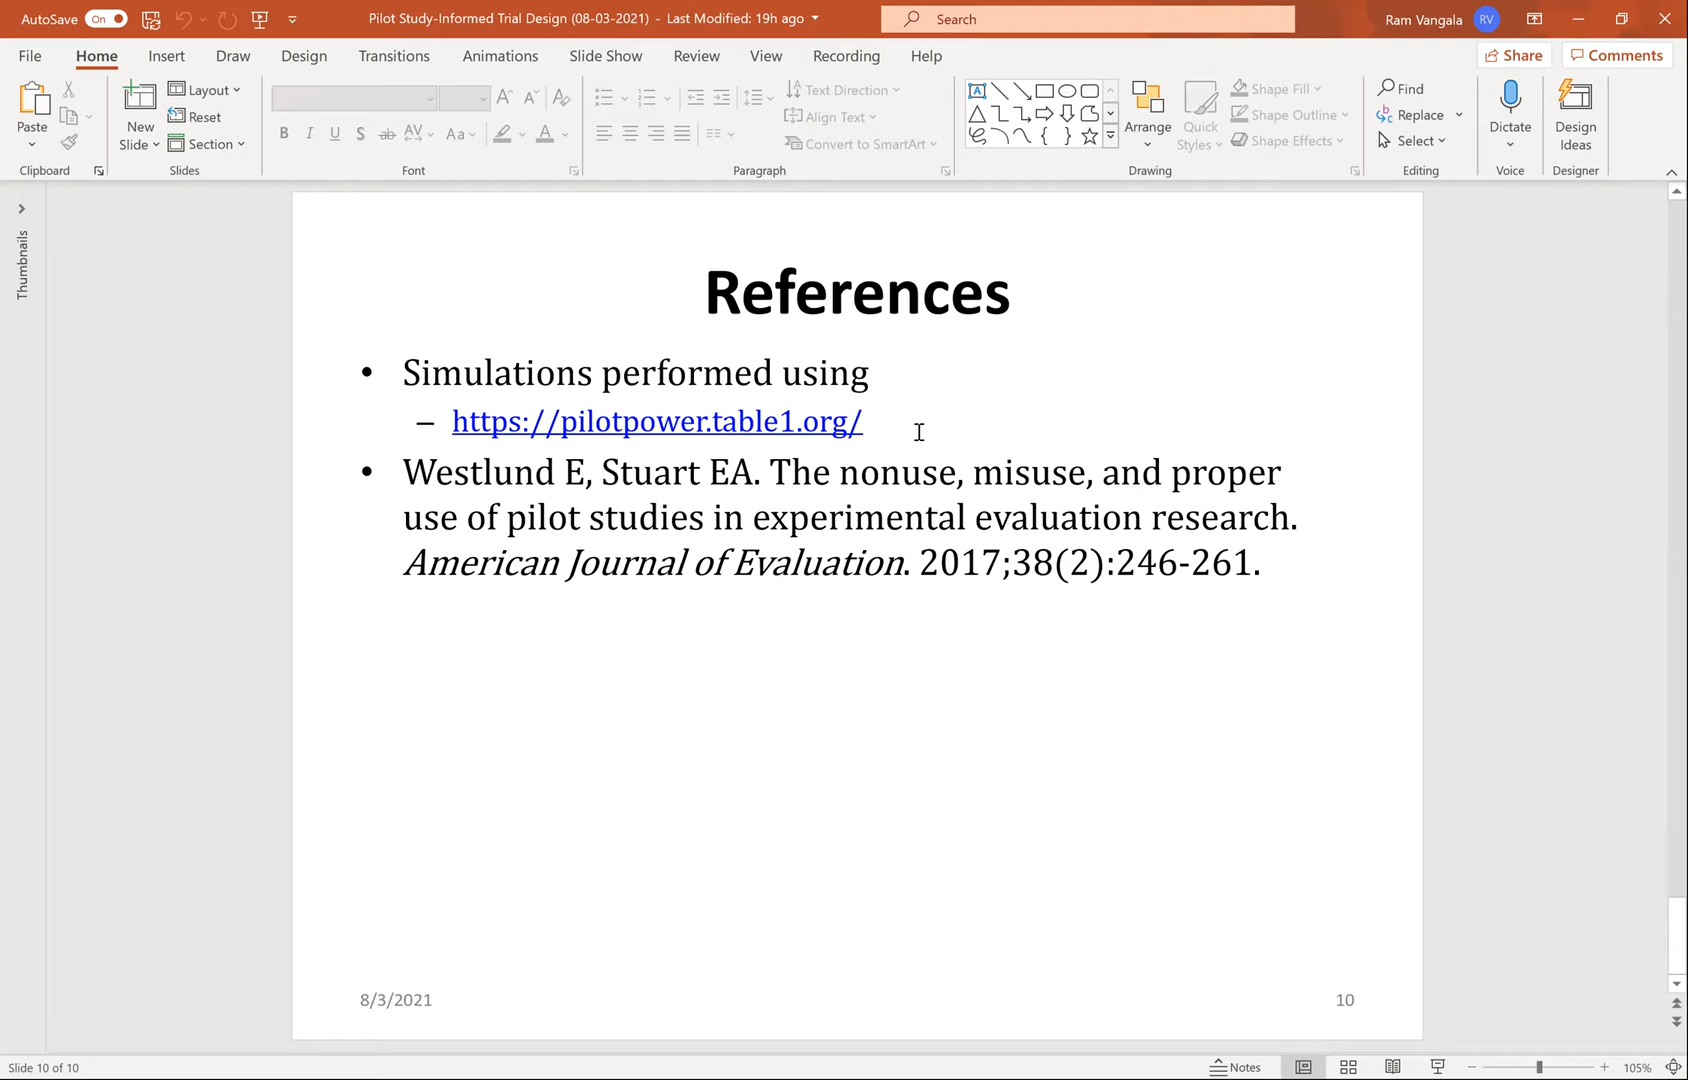 AutoSave On Pilot Study-Informed Trial Design (08-03-2021) - Last Modified: 19h ago Search Ram Vangala RV
File Home Insert Draw Design Transitions Animations Slide Show Review View Recording Help Share Comments
Paste
Clipboard
New
Slide
Layout
Reset
Section
Slides
B I U S ab AV Aa A
Font
Text Direction
Align Text
Convert to SmartArt
Paragraph
Arrange
Quick
Styles
Shape Fill
Shape Outline
Shape Effects
Drawing
Find
Replace
Select
Editing
Dictate
Voice
Design
Ideas
Designer
Thumbnails
References
• Simulations performed using
– https://pilotpower.table1.org/
• Westlund E, Stuart EA. The nonuse, misuse, and proper
use of pilot studies in experimental evaluation research.
American Journal of Evaluation. 2017;38(2):246-261.
8/3/2021 10
Slide 10 of 10 Notes 105%